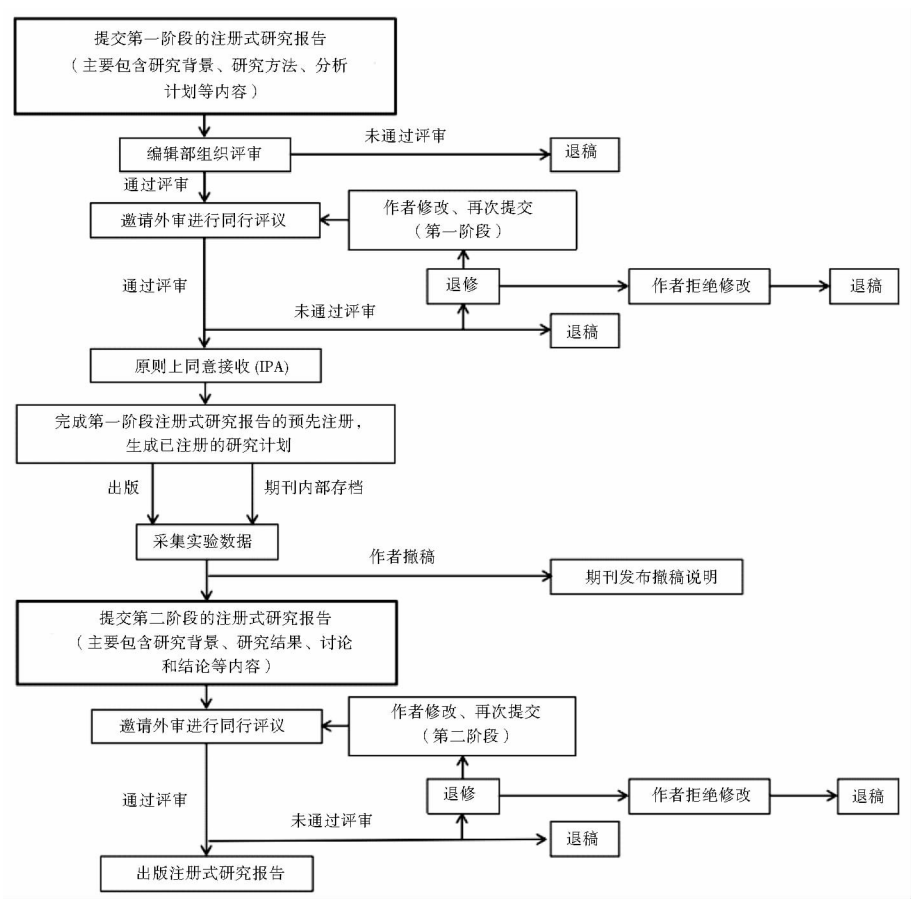 提交第一阶段的注册式研究报告
（主要包含研究背景、研究方法、分析
计划等内容）
未通过评审
编辑部组织评审
退稿
通过评审
作者修改、再次提交
（第一阶段）
邀请外审进行同行评议
通过评审
退修
作者拒绝修改
退稿
未通过评审
退稿
原则上同意接收(IPA)
完成第一阶段注册式研究报告的预先注册，
生成已注册的研究计划
出版
期刊内部存档
采集实验数据
作者撤稿
期刊发布撤稿说明
提交第二阶段的注册式研究报告
（主要包含研究背景、研究结果、讨论
和结论等内容）
作者修改、再次提交
（第二阶段）
邀请外审进行同行评议
通过评审
退修
作者拒绝修改
退稿
未通过评审
退稿
出版注册式研究报告